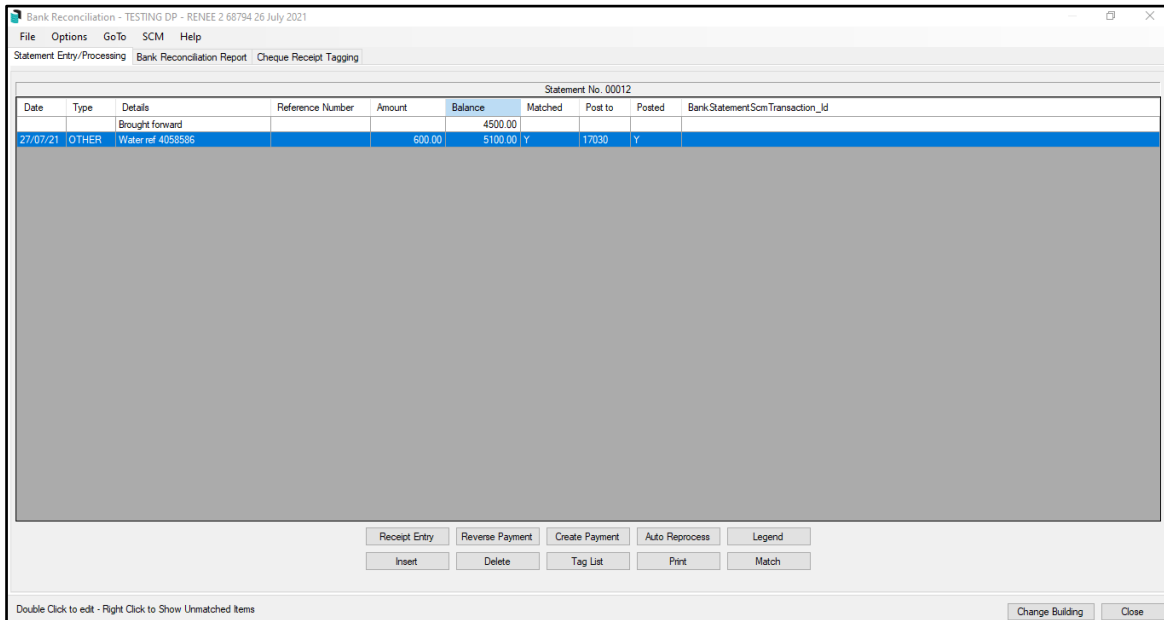 Bank Reconciliation - TESTING DP - RENEE 2 68794 26 July 2021
File Options GoTo SCM Help
Statement Entry/Processing Bank Reconciliation Report Cheque Receipt Tagging
Statement No. 00012
Date Type Details Reference Number Amount Balance Matched Post to Posted BankStatementScmTransaction_Id
Brought forward 4500.00
27/07/21 OTHER Water ref 4058586 600.00 5100.00 Y 17030 Y
Receipt Entry Reverse Payment Create Payment Auto Reprocess Legend
Insert Delete Tag List Print Match
Double Click to edit - Right Click to Show Unmatched Items
Change Building Close